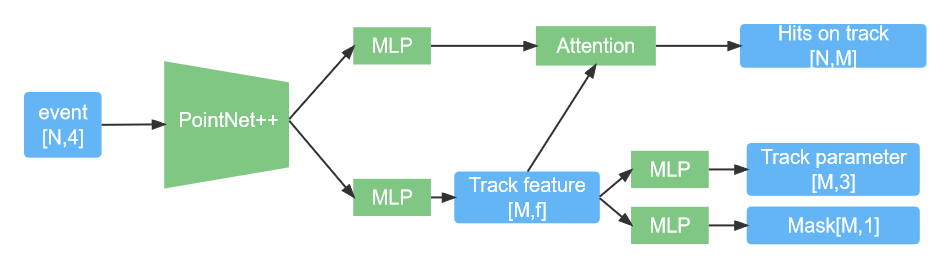 event
[N,4]
PointNet++
MLP
Attention
Hits on track
[N,M]
MLP
Track feature
[M,f]
MLP
Track parameter
[M,3]
MLP
Mask[M,1]